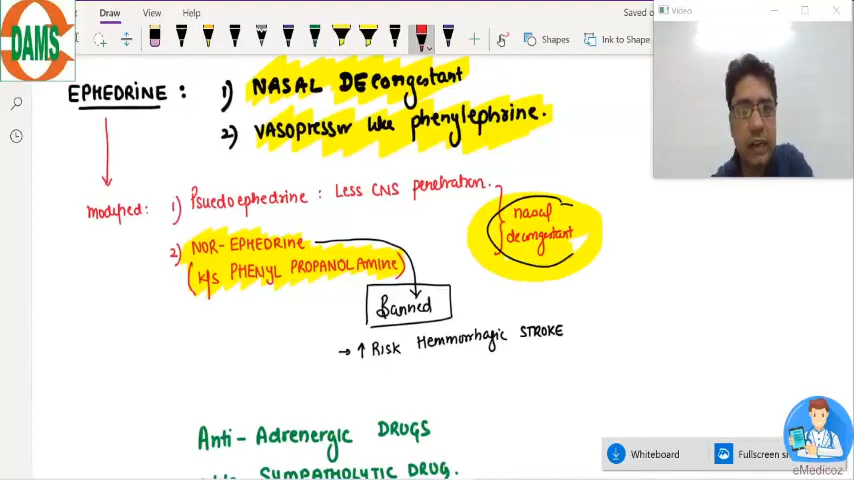 DAMS
Draw View Help Saved o
Video
Shapes Ink to Shape
EPHEDRINE : 1) NASAL DEcongestant
2) VASOPRESSOR like phenylephrine.
modified: 1) Psuedoephedrine : Less CNS penetration.
nasal
decongestant
2) NOR-EPHEDRINE
(K/S PHENYL PROPANOLAMINE)
Banned
→ ↑ Risk Hemmorrhagic STROKE
Anti-Adrenergic DRUGS
SYMPATHOLYTIC DRUG.
Whiteboard Fullscreen s
eMedicoz